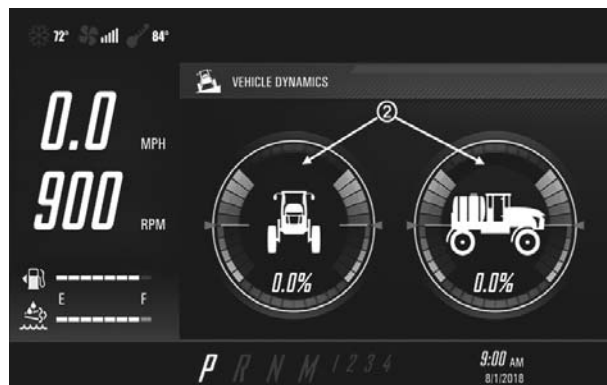 72° 84°
VEHICLE DYNAMICS
2
0.0 MPH
900 RPM
0.0% 0.0%
E F
P R N M 1 2 3 4
9:00 AM
8/1/2018